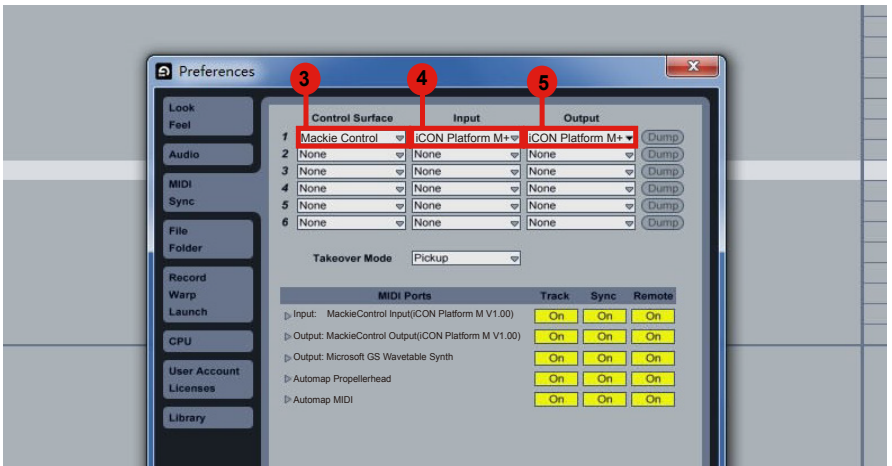 Preferences
3
4
5
Look
Feel
Audio
MIDI
Sync
File
Folder
Record
Warp
Launch
CPU
User Account
Licenses
Library
Control Surface Input Output
1 Mackie Control iCON Platform M+ iCON Platform M+ Dump
2 None None None Dump
3 None None None Dump
4 None None None Dump
5 None None None Dump
6 None None None Dump
Takeover Mode Pickup
MIDI Ports Track Sync Remote
Input: MackieControl Input(iCON Platform M V1.00) On On On
Output: MackieControl Output(iCON Platform M V1.00) On On On
Output: Microsoft GS Wavetable Synth On On On
Automap Propellerhead On On On
Automap MIDI On On On